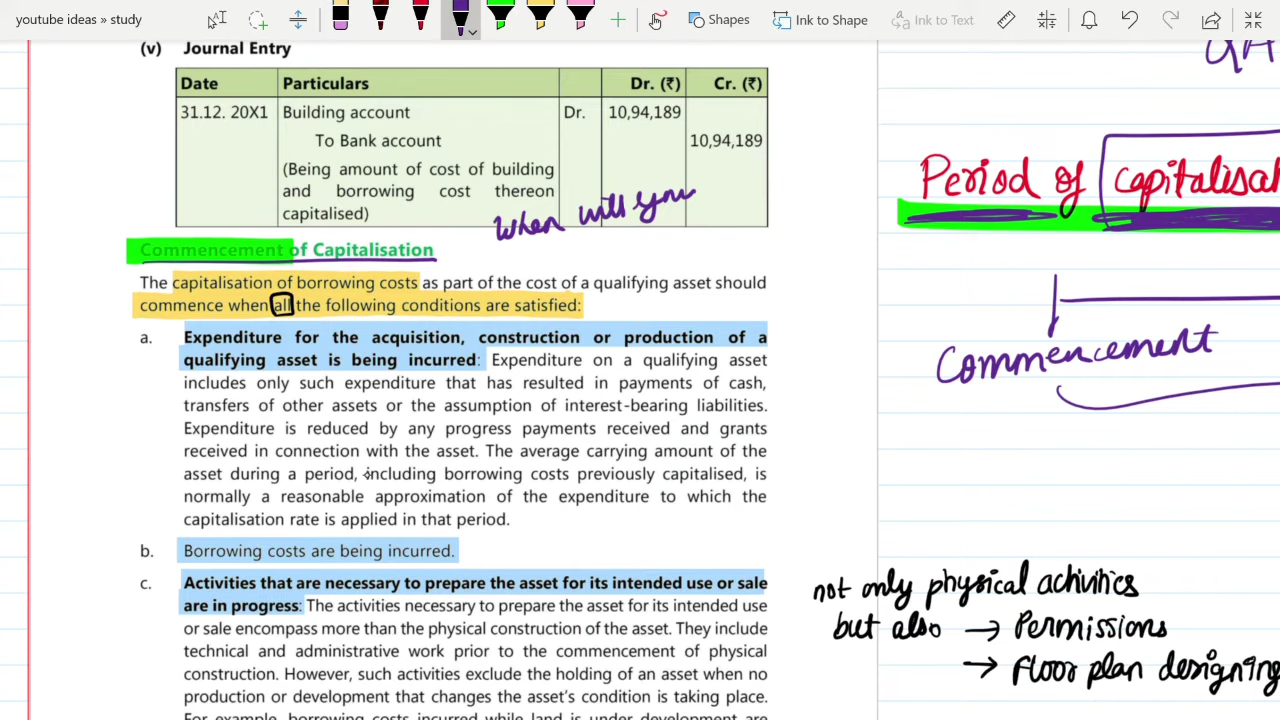 youtube ideas » study
Shapes
Ink to Shape
Ink to Text
(v) Journal Entry
Date Particulars Dr. (₹) Cr. (₹)
31.12. 20X1 Building account Dr. 10,94,189
To Bank account 10,94,189
(Being amount of cost of building
and borrowing cost thereon
capitalised)
when will you
Commencement of Capitalisation
The capitalisation of borrowing costs as part of the cost of a qualifying asset should
commence when all the following conditions are satisfied:
a. Expenditure for the acquisition, construction or production of a
qualifying asset is being incurred: Expenditure on a qualifying asset
includes only such expenditure that has resulted in payments of cash,
transfers of other assets or the assumption of interest-bearing liabilities.
Expenditure is reduced by any progress payments received and grants
received in connection with the asset. The average carrying amount of the
asset during a period, including borrowing costs previously capitalised, is
normally a reasonable approximation of the expenditure to which the
capitalisation rate is applied in that period.
b. Borrowing costs are being incurred.
c. Activities that are necessary to prepare the asset for its intended use or sale
are in progress: The activities necessary to prepare the asset for its intended use
or sale encompass more than the physical construction of the asset. They include
technical and administrative work prior to the commencement of physical
construction. However, such activities exclude the holding of an asset when no
production or development that changes the asset's condition is taking place.
For example, borrowing costs incurred while land is under development are
Period of capitalisat
Commencement
not only physical activities
but also → Permissions
→ Floor plan designing